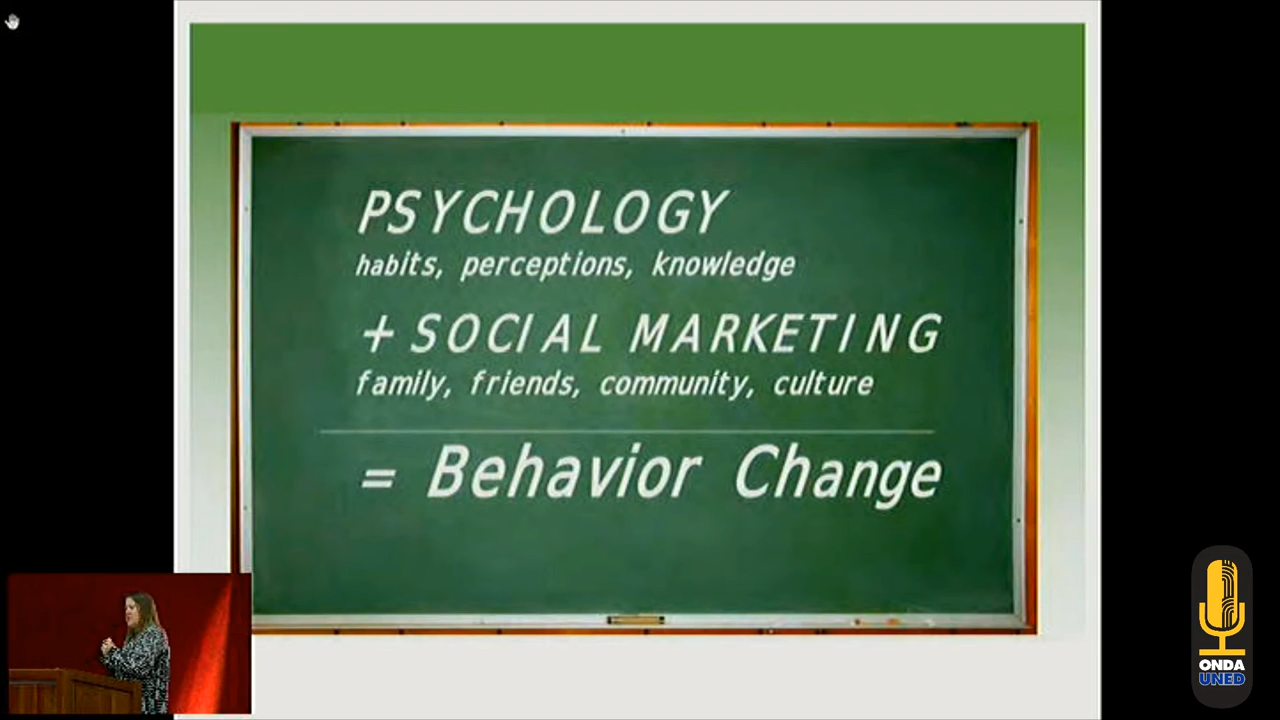 PSYCHOLOGY
habits, perceptions, knowledge
+ SOCIAL MARKETING
family, friends, community, culture
= Behavior Change
ONDA
UNED